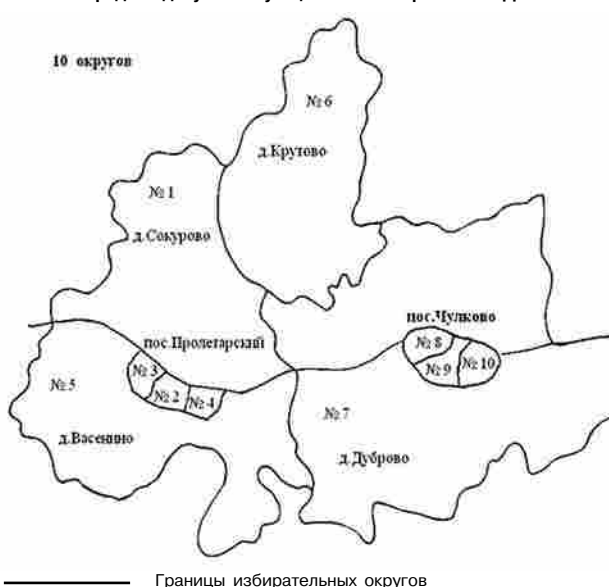 10 округов
№ 6
д.Крутово
№ 1
д.Сокурово
пос.Чулково
пос.Пролетарский
№ 8
№ 3
№ 9
№ 10
№ 5
№ 2
№ 4
№ 7
д.Васенино
д.Дуброво
Границы избирательных округов